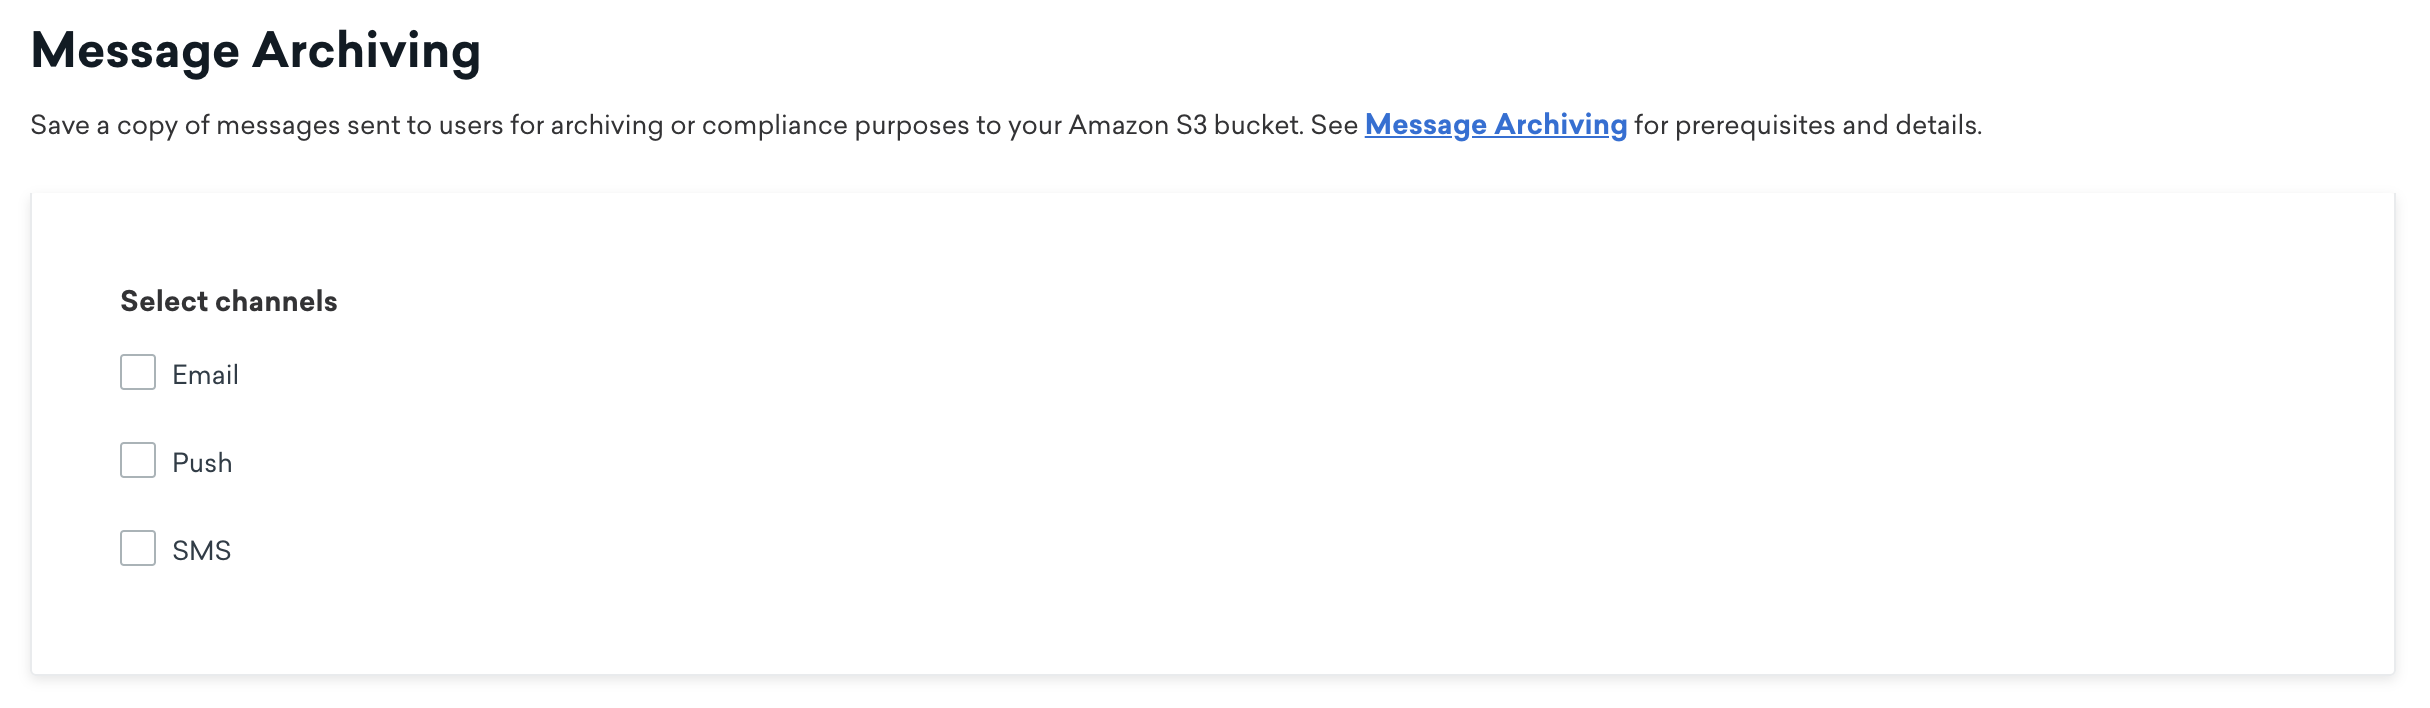 Message Archiving
Save a copy of messages sent to users for archiving or compliance purposes to your Amazon S3 bucket. See Message Archiving for prerequisites and details.
Select channels
Email
Push
SMS